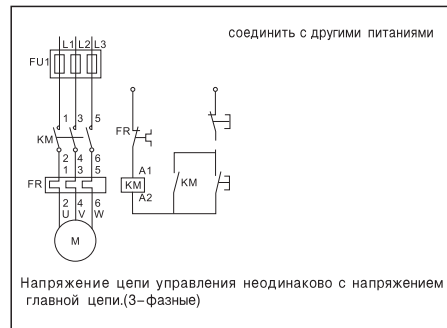 соединить с другими питаниями
L1 L2 L3
FU1
1 3 5
KM
FR
2 4 6
1 3 5
A1
FR
KM
KM
A2
2 4 6
U V W
M
Напряжение цепи управления неодинаково с напряжением
главной цепи.(3-фазные)